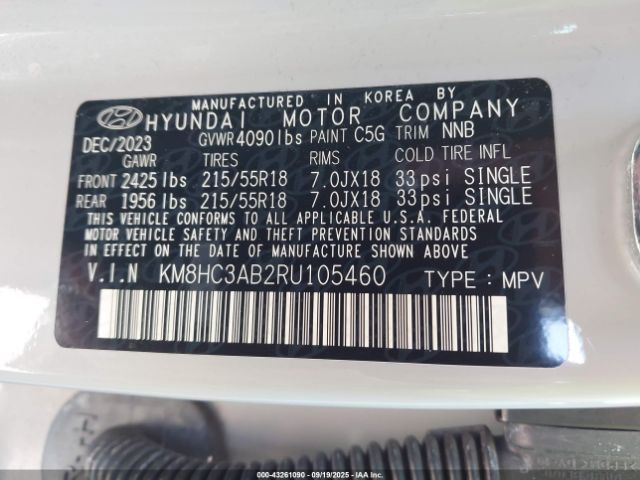 MANUFACTURED IN KOREA BY
HYUNDAI MOTOR COMPANY
DEC/2023 GVWR 4090lbs PAINT C5G TRIM NNB
GAWR TIRES RIMS COLD TIRE INFL
FRONT 2425 lbs 215/55R18 7.0JX18 33psi SINGLE
REAR 1956 lbs 215/55R18 7.0JX18 33psi SINGLE
THIS VEHICLE CONFORMS TO ALL APPLICABLE U.S.A. FEDERAL
MOTOR VEHICLE SAFETY AND THEFT PREVENTION STANDARDS
IN EFFECT ON THE DATE OF MANUFACTURE SHOWN ABOVE.
V.I.N KM8HC3AB2RU105460 TYPE : MPV
© 43261090 - 09/19/2025 - IAA Inc.